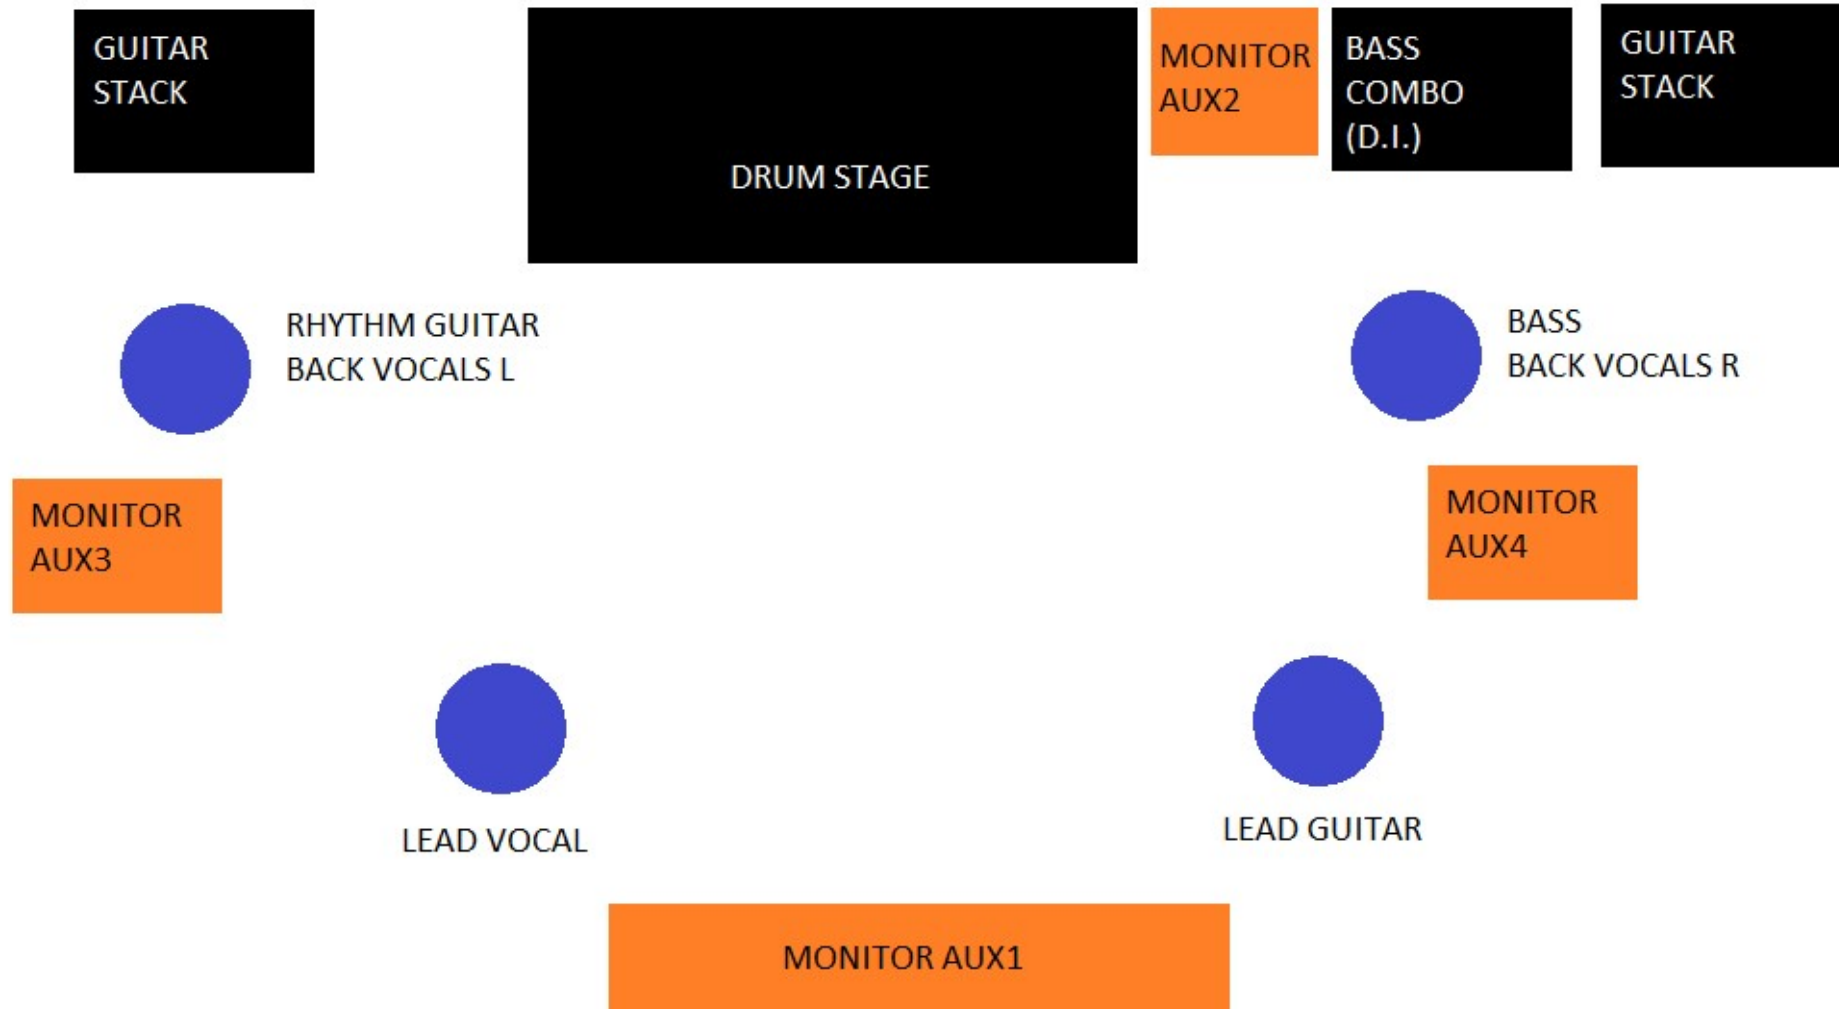 GUITAR
STACK
DRUM STAGE
MONITOR
AUX2
BASS
COMBO
(D.I.)
GUITAR
STACK
RHYTHM GUITAR
BACK VOCALS L
BASS
BACK VOCALS R
MONITOR
AUX3
MONITOR
AUX4
LEAD VOCAL
LEAD GUITAR
MONITOR AUX1